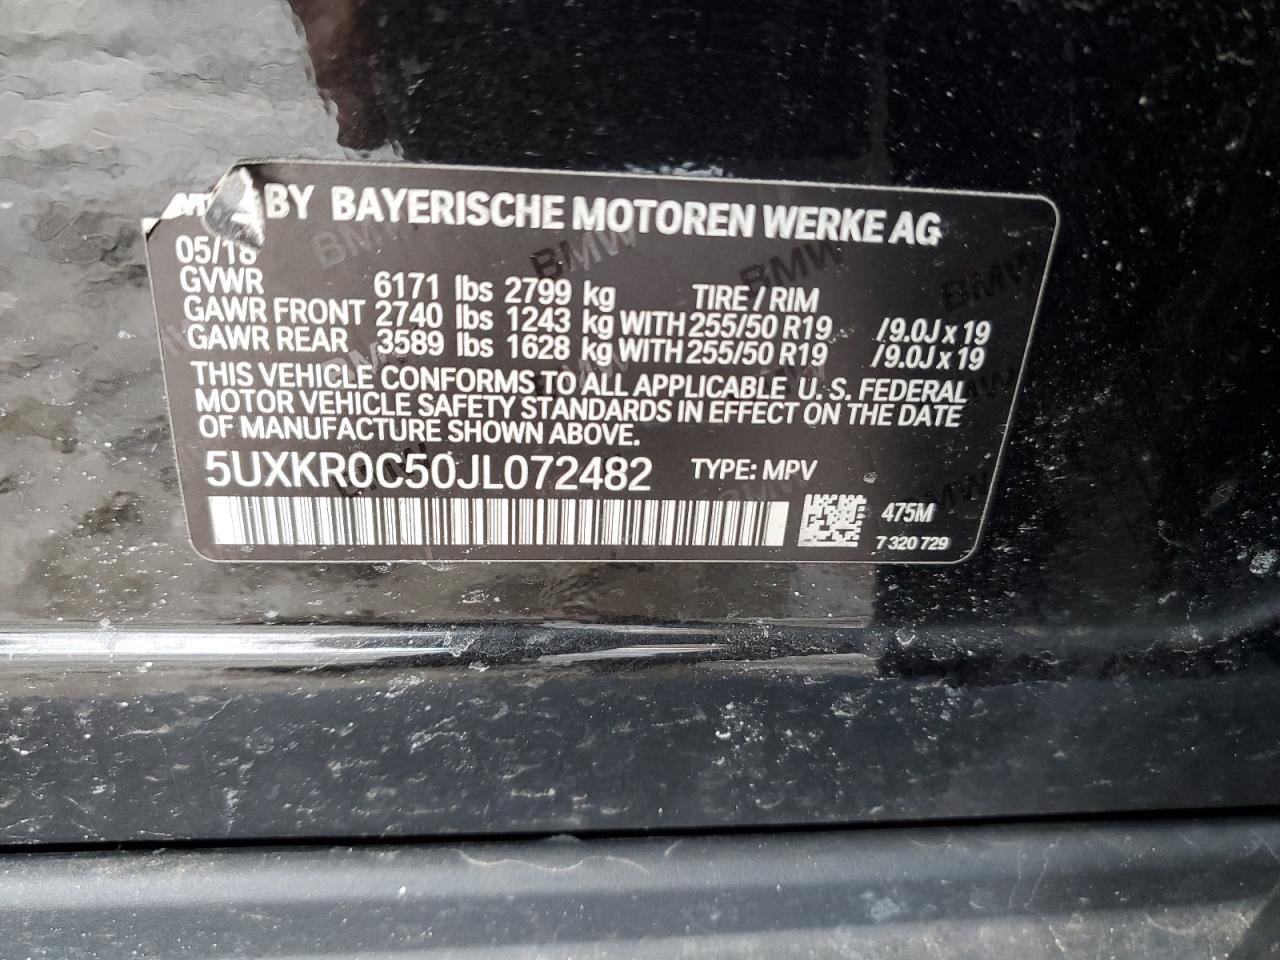 BY BAYERISCHE MOTOREN WERKE AG
05/18
GVWR 6171 lbs 2799 kg TIRE / RIM
GAWR FRONT 2740 lbs 1243 kg WITH 255/50 R19 /9.0J x 19
GAWR REAR 3589 lbs 1628 kg WITH 255/50 R19 /9.0J x 19
THIS VEHICLE CONFORMS TO ALL APPLICABLE U.S. FEDERAL
MOTOR VEHICLE SAFETY STANDARDS IN EFFECT ON THE DATE
OF MANUFACTURE SHOWN ABOVE.
5UXKR0C50JL072482 TYPE: MPV
475M
7 320 729